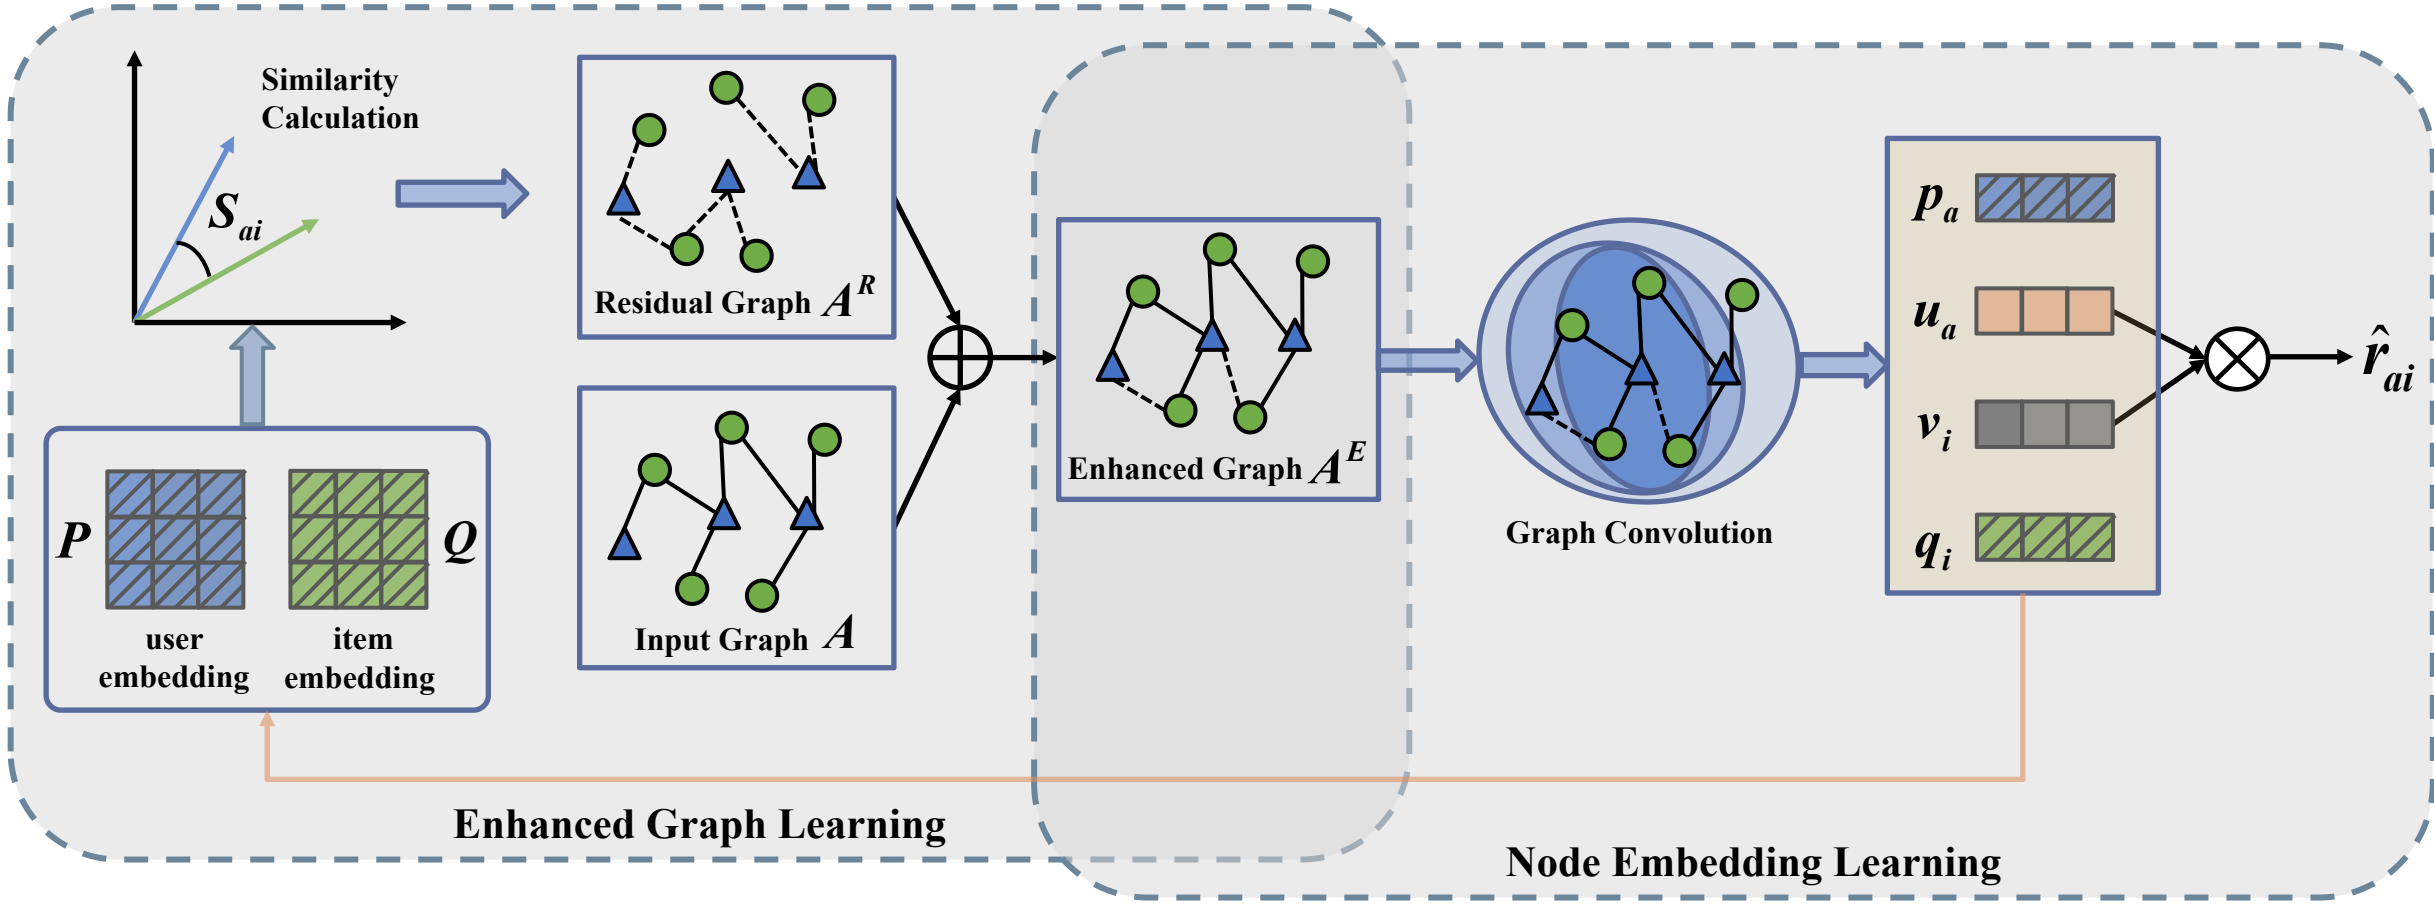 Similarity
Calculation
S_ai
P
Q
user
embedding
item
embedding
Residual Graph A^R
Input Graph A
Enhanced Graph A^E
Graph Convolution
p_a
u_a
v_i
q_i
r̂_ai
Enhanced Graph Learning
Node Embedding Learning